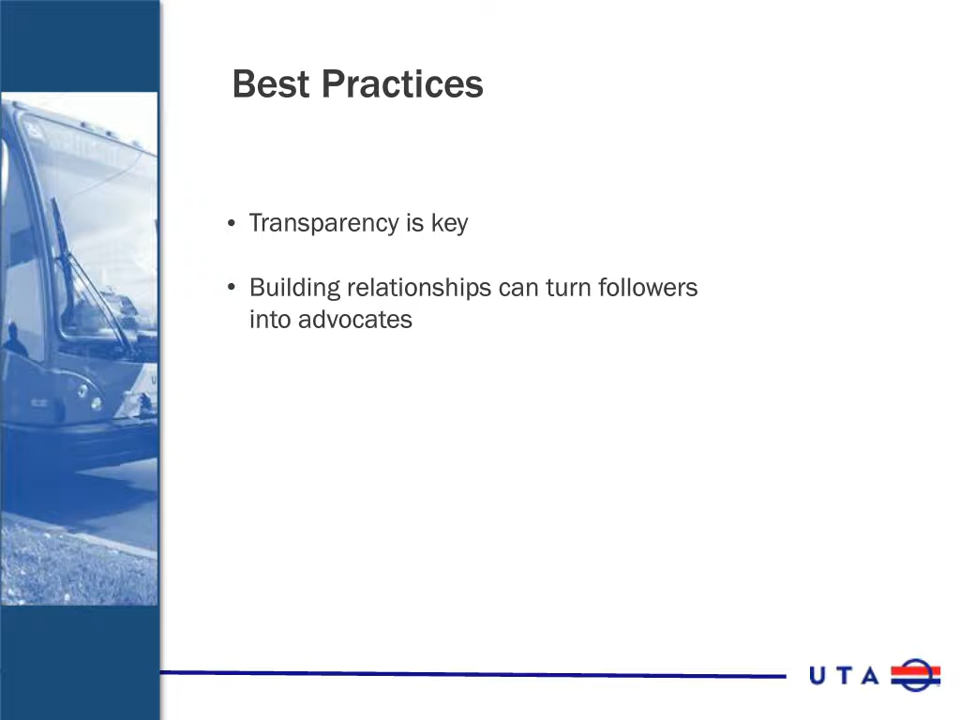 Best Practices
• Transparency is key
• Building relationships can turn followers
into advocates
UTA